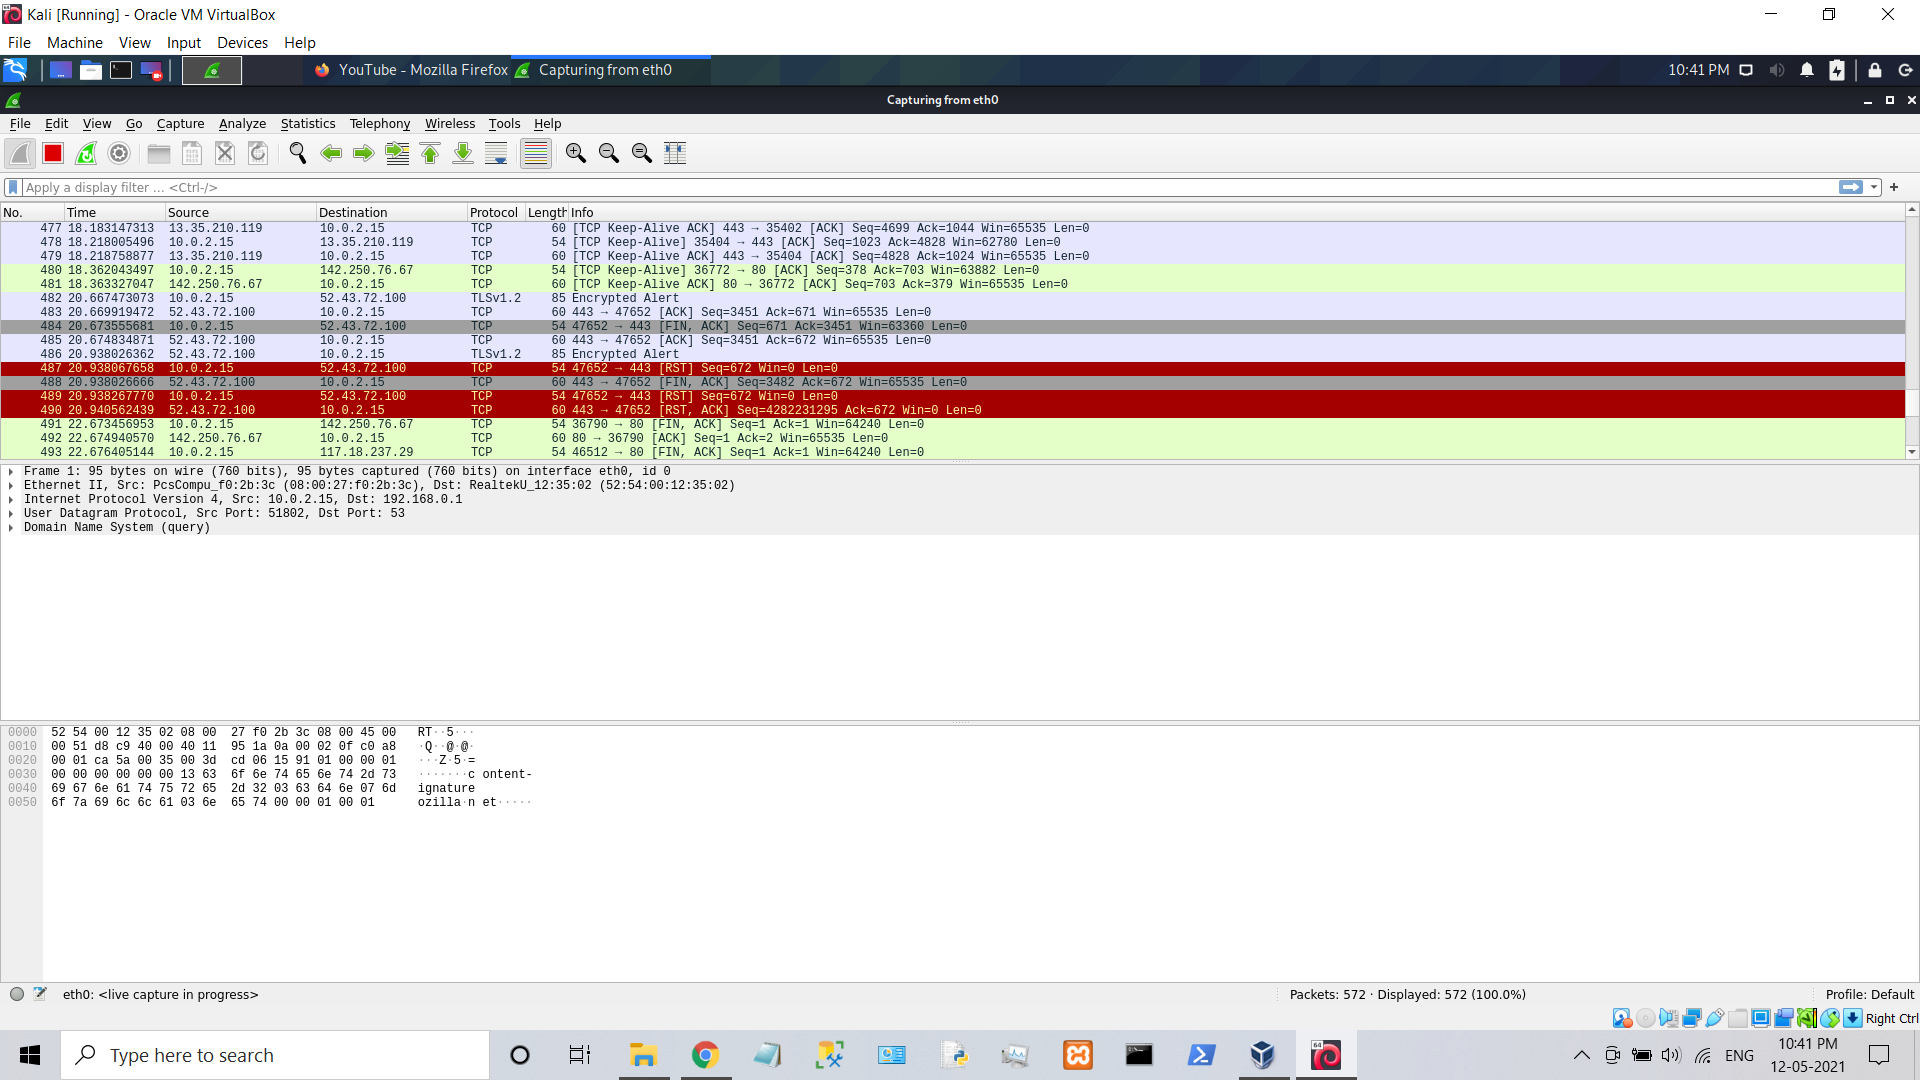 Kali [Running] - Oracle VM VirtualBox
File Machine View Input Devices Help
YouTube - Mozilla Firefox Capturing from eth0 10:41 PM
Capturing from eth0
File Edit View Go Capture Analyze Statistics Telephony Wireless Tools Help
Apply a display filter ... <Ctrl-/>
No. Time Source Destination Protocol Length Info
477 18.183147313 13.35.210.119 10.0.2.15 TCP 60 [TCP Keep-Alive ACK] 443 → 35402 [ACK] Seq=4699 Ack=1044 Win=65535 Len=0
478 18.218005496 10.0.2.15 13.35.210.119 TCP 54 [TCP Keep-Alive] 35404 → 443 [ACK] Seq=1023 Ack=4828 Win=62780 Len=0
479 18.218758877 13.35.210.119 10.0.2.15 TCP 60 [TCP Keep-Alive ACK] 443 → 35404 [ACK] Seq=4828 Ack=1024 Win=65535 Len=0
480 18.362043497 10.0.2.15 142.250.76.67 TCP 54 [TCP Keep-Alive] 36772 → 80 [ACK] Seq=378 Ack=703 Win=63882 Len=0
481 18.363327047 142.250.76.67 10.0.2.15 TCP 60 [TCP Keep-Alive ACK] 80 → 36772 [ACK] Seq=703 Ack=379 Win=65535 Len=0
482 20.667473073 10.0.2.15 52.43.72.100 TLSv1.2 85 Encrypted Alert
483 20.669919472 52.43.72.100 10.0.2.15 TCP 60 443 → 47652 [ACK] Seq=3451 Ack=671 Win=65535 Len=0
484 20.673555681 10.0.2.15 52.43.72.100 TCP 54 47652 → 443 [FIN, ACK] Seq=671 Ack=3451 Win=63360 Len=0
485 20.674834871 52.43.72.100 10.0.2.15 TCP 60 443 → 47652 [ACK] Seq=3451 Ack=672 Win=65535 Len=0
486 20.938026362 52.43.72.100 10.0.2.15 TLSv1.2 85 Encrypted Alert
487 20.938067658 10.0.2.15 52.43.72.100 TCP 54 47652 → 443 [RST] Seq=672 Win=0 Len=0
488 20.938026666 52.43.72.100 10.0.2.15 TCP 60 443 → 47652 [FIN, ACK] Seq=3482 Ack=672 Win=65535 Len=0
489 20.938267770 10.0.2.15 52.43.72.100 TCP 54 47652 → 443 [RST] Seq=672 Win=0 Len=0
490 20.940562439 52.43.72.100 10.0.2.15 TCP 60 443 → 47652 [RST, ACK] Seq=4282231295 Ack=672 Win=0 Len=0
491 22.673456953 10.0.2.15 142.250.76.67 TCP 54 36790 → 80 [FIN, ACK] Seq=1 Ack=1 Win=64240 Len=0
492 22.674940570 142.250.76.67 10.0.2.15 TCP 60 80 → 36790 [ACK] Seq=1 Ack=2 Win=65535 Len=0
493 22.676405144 10.0.2.15 117.18.237.29 TCP 54 46512 → 80 [FIN, ACK] Seq=1 Ack=1 Win=64240 Len=0
Frame 1: 95 bytes on wire (760 bits), 95 bytes captured (760 bits) on interface eth0, id 0
Ethernet II, Src: PcsCompu_f0:2b:3c (08:00:27:f0:2b:3c), Dst: RealtekU_12:35:02 (52:54:00:12:35:02)
Internet Protocol Version 4, Src: 10.0.2.15, Dst: 192.168.0.1
User Datagram Protocol, Src Port: 51802, Dst Port: 53
Domain Name System (query)
0000 52 54 00 12 35 02 08 00 27 f0 2b 3c 08 00 45 00 RT··5···
0010 00 51 d8 c9 40 00 40 11 95 1a 0a 00 02 0f c0 a8 ·Q··@·@·
0020 00 01 ca 5a 00 35 00 3d cd 06 15 91 01 00 00 01 ···Z·5·=
0030 00 00 00 00 00 00 13 63 6f 6e 74 65 6e 74 2d 73 ·······c ontent-
0040 69 67 6e 61 74 75 72 65 2d 32 03 63 64 6e 07 6d ignature
0050 6f 7a 69 6c 6c 61 03 6e 65 74 00 00 01 00 01 ozilla·n et·····
eth0: <live capture in progress> Packets: 572 · Displayed: 572 (100.0%) Profile: Default
Right Ctrl
Type here to search
ENG
10:41 PM
12-05-2021